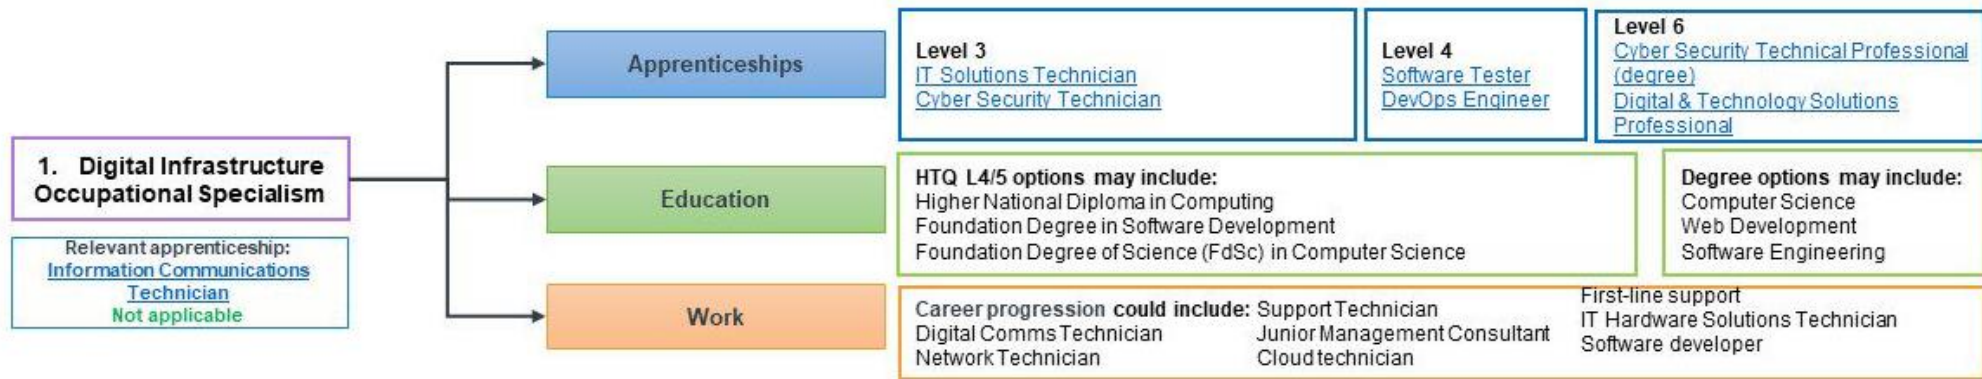 1. Digital Infrastructure
Occupational Specialism
Relevant apprenticeship:
Information Communications
Technician
Not applicable
Apprenticeships
Level 3
IT Solutions Technician
Cyber Security Technician
Level 4
Software Tester
DevOps Engineer
Level 6
Cyber Security Technical Professional
(degree)
Digital & Technology Solutions
Professional
Education
HTQ L4/5 options may include:
Higher National Diploma in Computing
Foundation Degree in Software Development
Foundation Degree of Science (FdSc) in Computer Science
Degree options may include:
Computer Science
Web Development
Software Engineering
Work
Career progression could include: Support Technician
Digital Comms Technician
Network Technician
Junior Management Consultant
Cloud technician
First-line support
IT Hardware Solutions Technician
Software developer